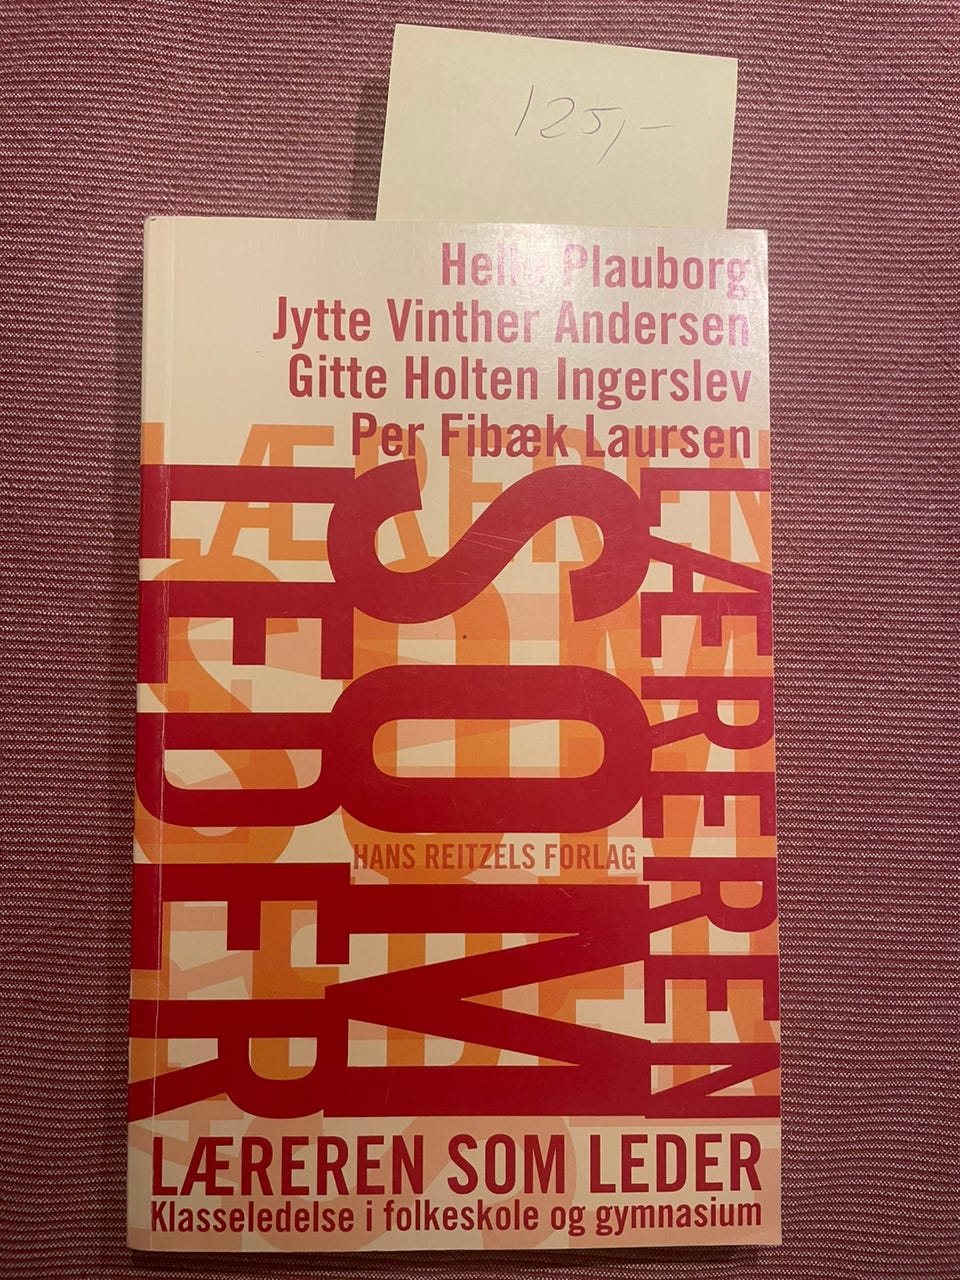 125,-
Helle Plauborg
Jytte Vinther Andersen
Gitte Holten Ingerslev
Per Fibæk Laursen
LÆREREN
SOM
LEDER
HANS REITZELS FORLAG
LÆREREN SOM LEDER
Klasseledelse i folkeskole og gymnasium